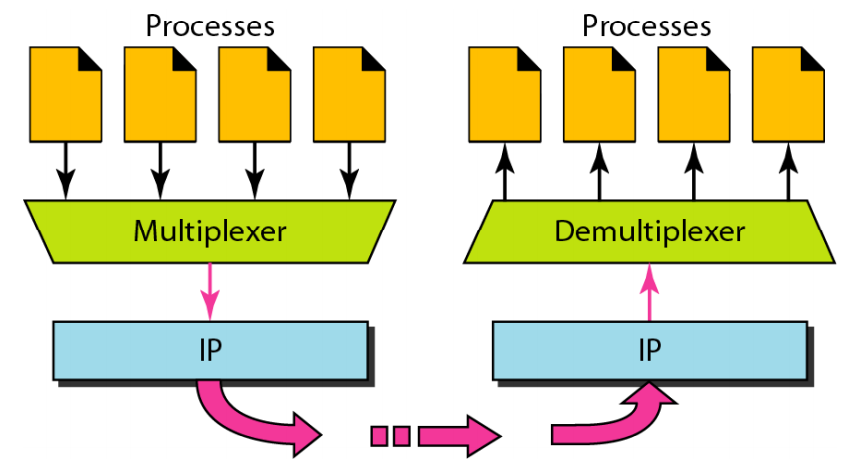 Processes
Processes
Multiplexer
Demultiplexer
IP
IP